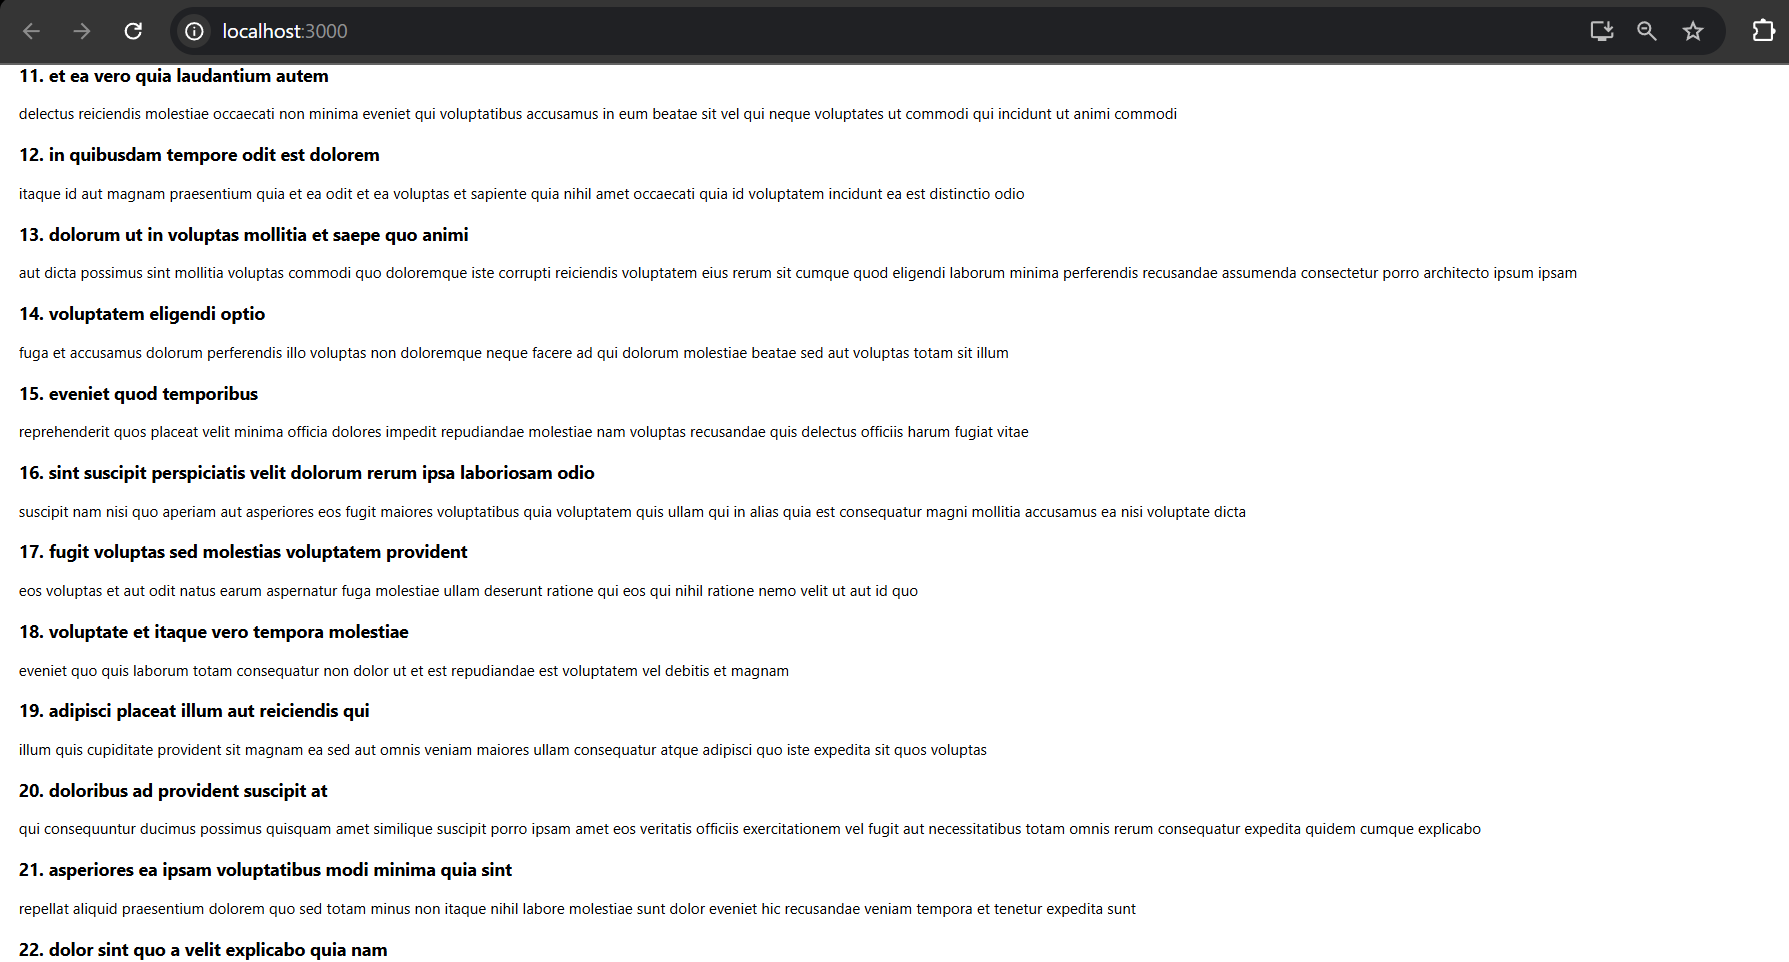 localhost:3000
11. et ea vero quia laudantium autem
delectus reiciendis molestiae occaecati non minima eveniet qui voluptatibus accusamus in eum beatae sit vel qui neque voluptates ut commodi qui incidunt ut animi commodi
12. in quibusdam tempore odit est dolorem
itaque id aut magnam praesentium quia et ea odit et ea voluptas et sapiente quia nihil amet occaecati quia id voluptatem incidunt ea est distinctio odio
13. dolorum ut in voluptas mollitia et saepe quo animi
aut dicta possimus sint mollitia voluptas commodi quo doloremque iste corrupti reiciendis voluptatem eius rerum sit cumque quod eligendi laborum minima perferendis recusandae assumenda consectetur porro architecto ipsum ipsam
14. voluptatem eligendi optio
fuga et accusamus dolorum perferendis illo voluptas non doloremque neque facere ad qui dolorum molestiae beatae sed aut voluptas totam sit illum
15. eveniet quod temporibus
reprehenderit quos placeat velit minima officia dolores impedit repudiandae molestiae nam voluptas recusandae quis delectus officiis harum fugiat vitae
16. sint suscipit perspiciatis velit dolorum rerum ipsa laboriosam odio
suscipit nam nisi quo aperiam aut asperiores eos fugit maiores voluptatibus quia voluptatem quis ullam qui in alias quia est consequatur magni mollitia accusamus ea nisi voluptate dicta
17. fugit voluptas sed molestias voluptatem provident
eos voluptas et aut odit natus earum aspernatur fuga molestiae ullam deserunt ratione qui eos qui nihil ratione nemo velit ut aut id quo
18. voluptate et itaque vero tempora molestiae
eveniet quo quis laborum totam consequatur non dolor ut et est repudiandae est voluptatem vel debitis et magnam
19. adipisci placeat illum aut reiciendis qui
illum quis cupiditate provident sit magnam ea sed aut omnis veniam maiores ullam consequatur atque adipisci quo iste expedita sit quos voluptas
20. doloribus ad provident suscipit at
qui consequuntur ducimus possimus quisquam amet similique suscipit porro ipsam amet eos veritatis officiis exercitationem vel fugit aut necessitatibus totam omnis rerum consequatur expedita quidem cumque explicabo
21. asperiores ea ipsam voluptatibus modi minima quia sint
repellat aliquid praesentium dolorem quo sed totam minus non itaque nihil labore molestiae sunt dolor eveniet hic recusandae veniam tempora et tenetur expedita sunt
22. dolor sint quo a velit explicabo quia nam